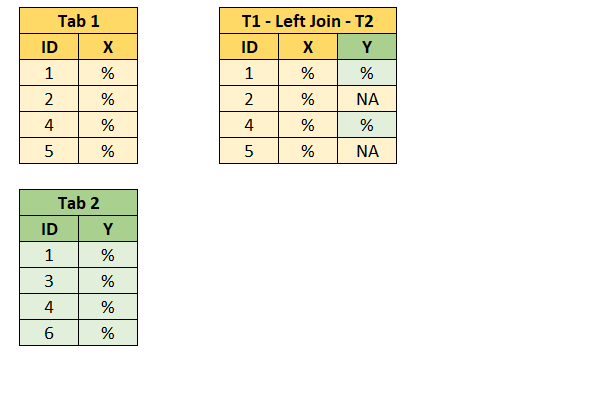 Tab 1
ID X
1 %
2 %
4 %
5 %
T1 - Left Join - T2
ID X Y
1 % %
2 % NA
4 % %
5 % NA
Tab 2
ID Y
1 %
3 %
4 %
6 %